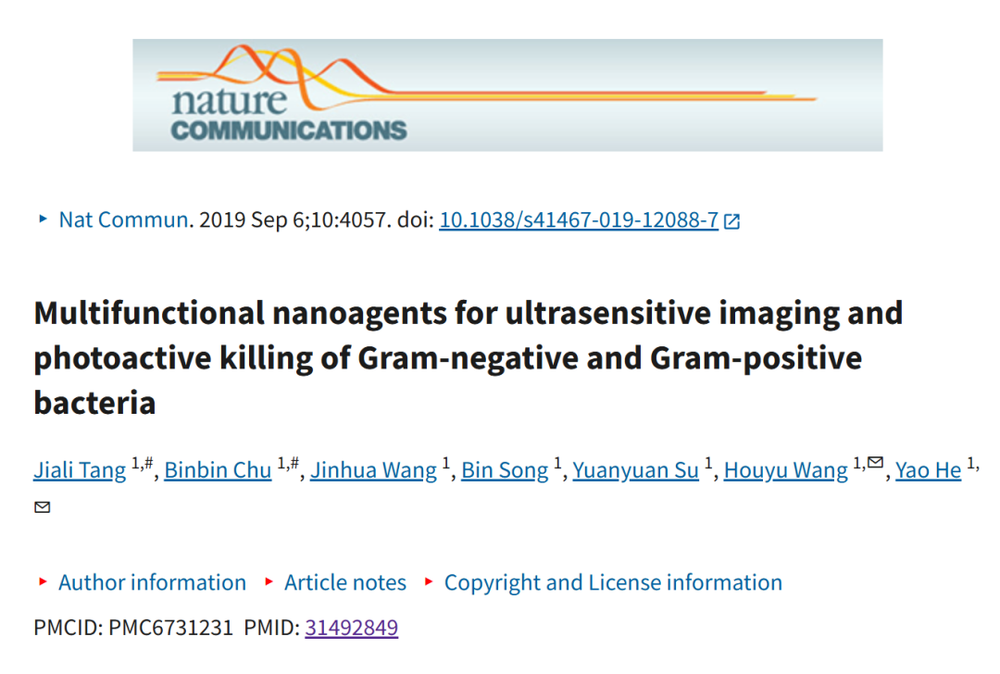 nature
COMMUNICATIONS
Nat Commun. 2019 Sep 6;10:4057. doi: 10.1038/s41467-019-12088-7
Multifunctional nanoagents for ultrasensitive imaging and
photoactive killing of Gram-negative and Gram-positive
bacteria
Jiali Tang 1,#, Binbin Chu 1,#, Jinhua Wang 1, Bin Song 1, Yuanyuan Su 1, Houyu Wang 1,✉, Yao He 1,
✉
Author information Article notes Copyright and License information
PMCID: PMC6731231 PMID: 31492849